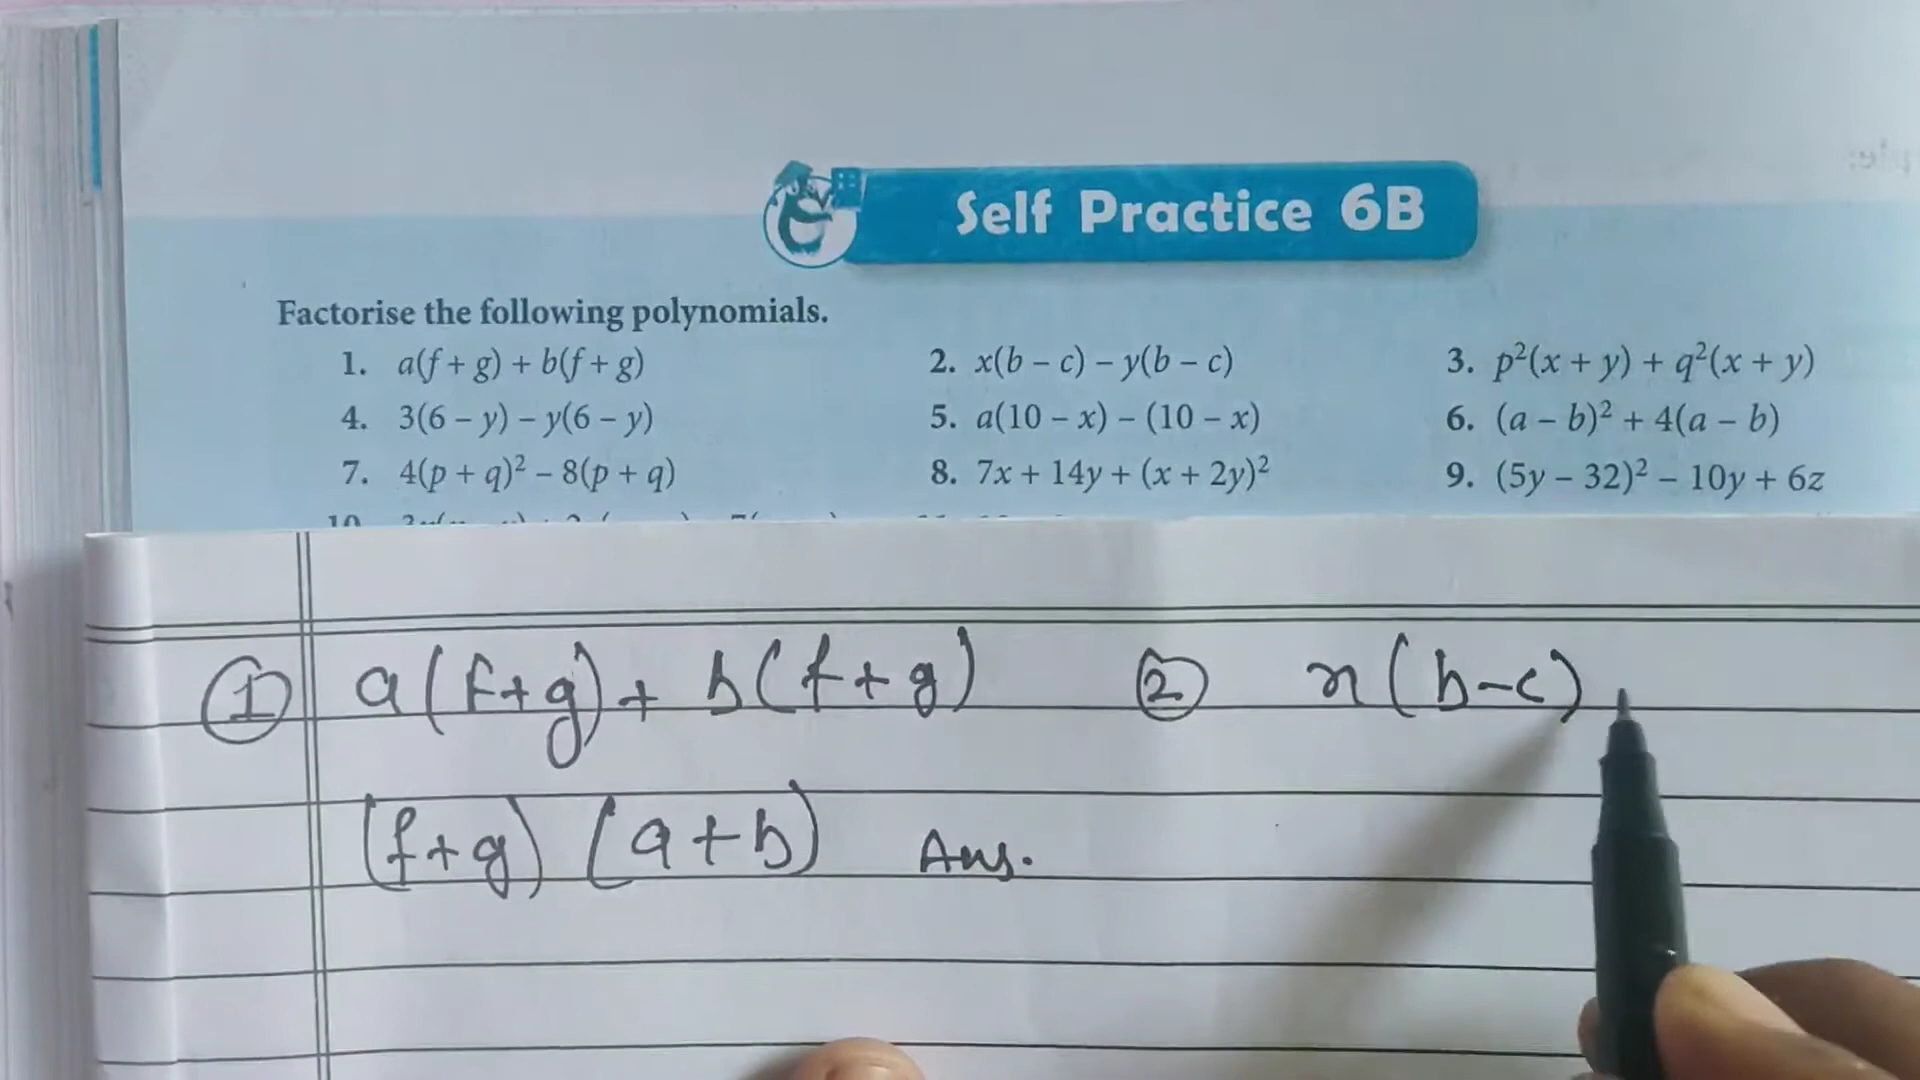 Self Practice 6B
Factorise the following polynomials.
1. a(f + g) + b(f + g)
2. x(b – c) – y(b – c)
3. p²(x + y) + q²(x + y)
4. 3(6 – y) – y(6 – y)
5. a(10 – x) – (10 – x)
6. (a – b)² + 4(a – b)
7. 4(p + q)² – 8(p + q)
8. 7x + 14y + (x + 2y)²
9. (5y – 32)² – 10y + 6z
10.
① a(f+g) + b(f+g)
② x(b-c)
(f+g) (a+b) Ans.